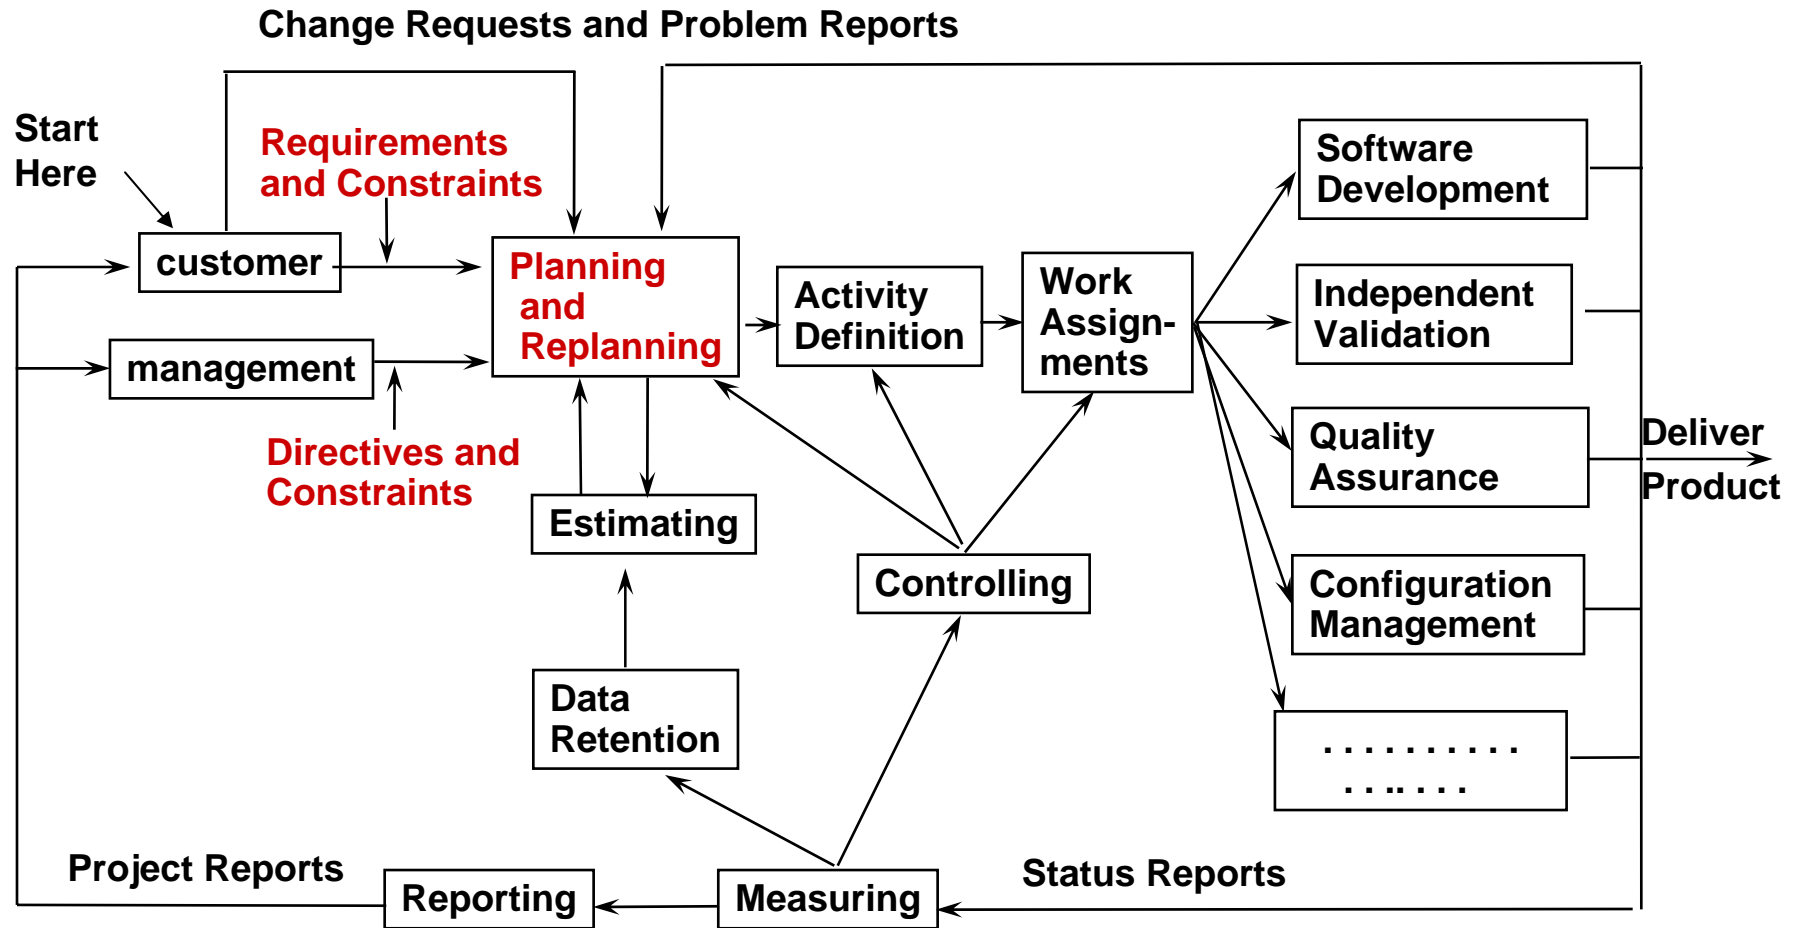 Change Requests and Problem Reports
Start
Here
Requirements
and Constraints
customer
management
Directives and
Constraints
Planning
and
Replanning
Activity
Definition
Work
Assign-
ments
Software
Development
Independent
Validation
Quality
Assurance
Configuration
Management
. . . . . . . . . .
. . .. . . .
Deliver
Product
Estimating
Controlling
Data
Retention
Project Reports
Reporting
Measuring
Status Reports